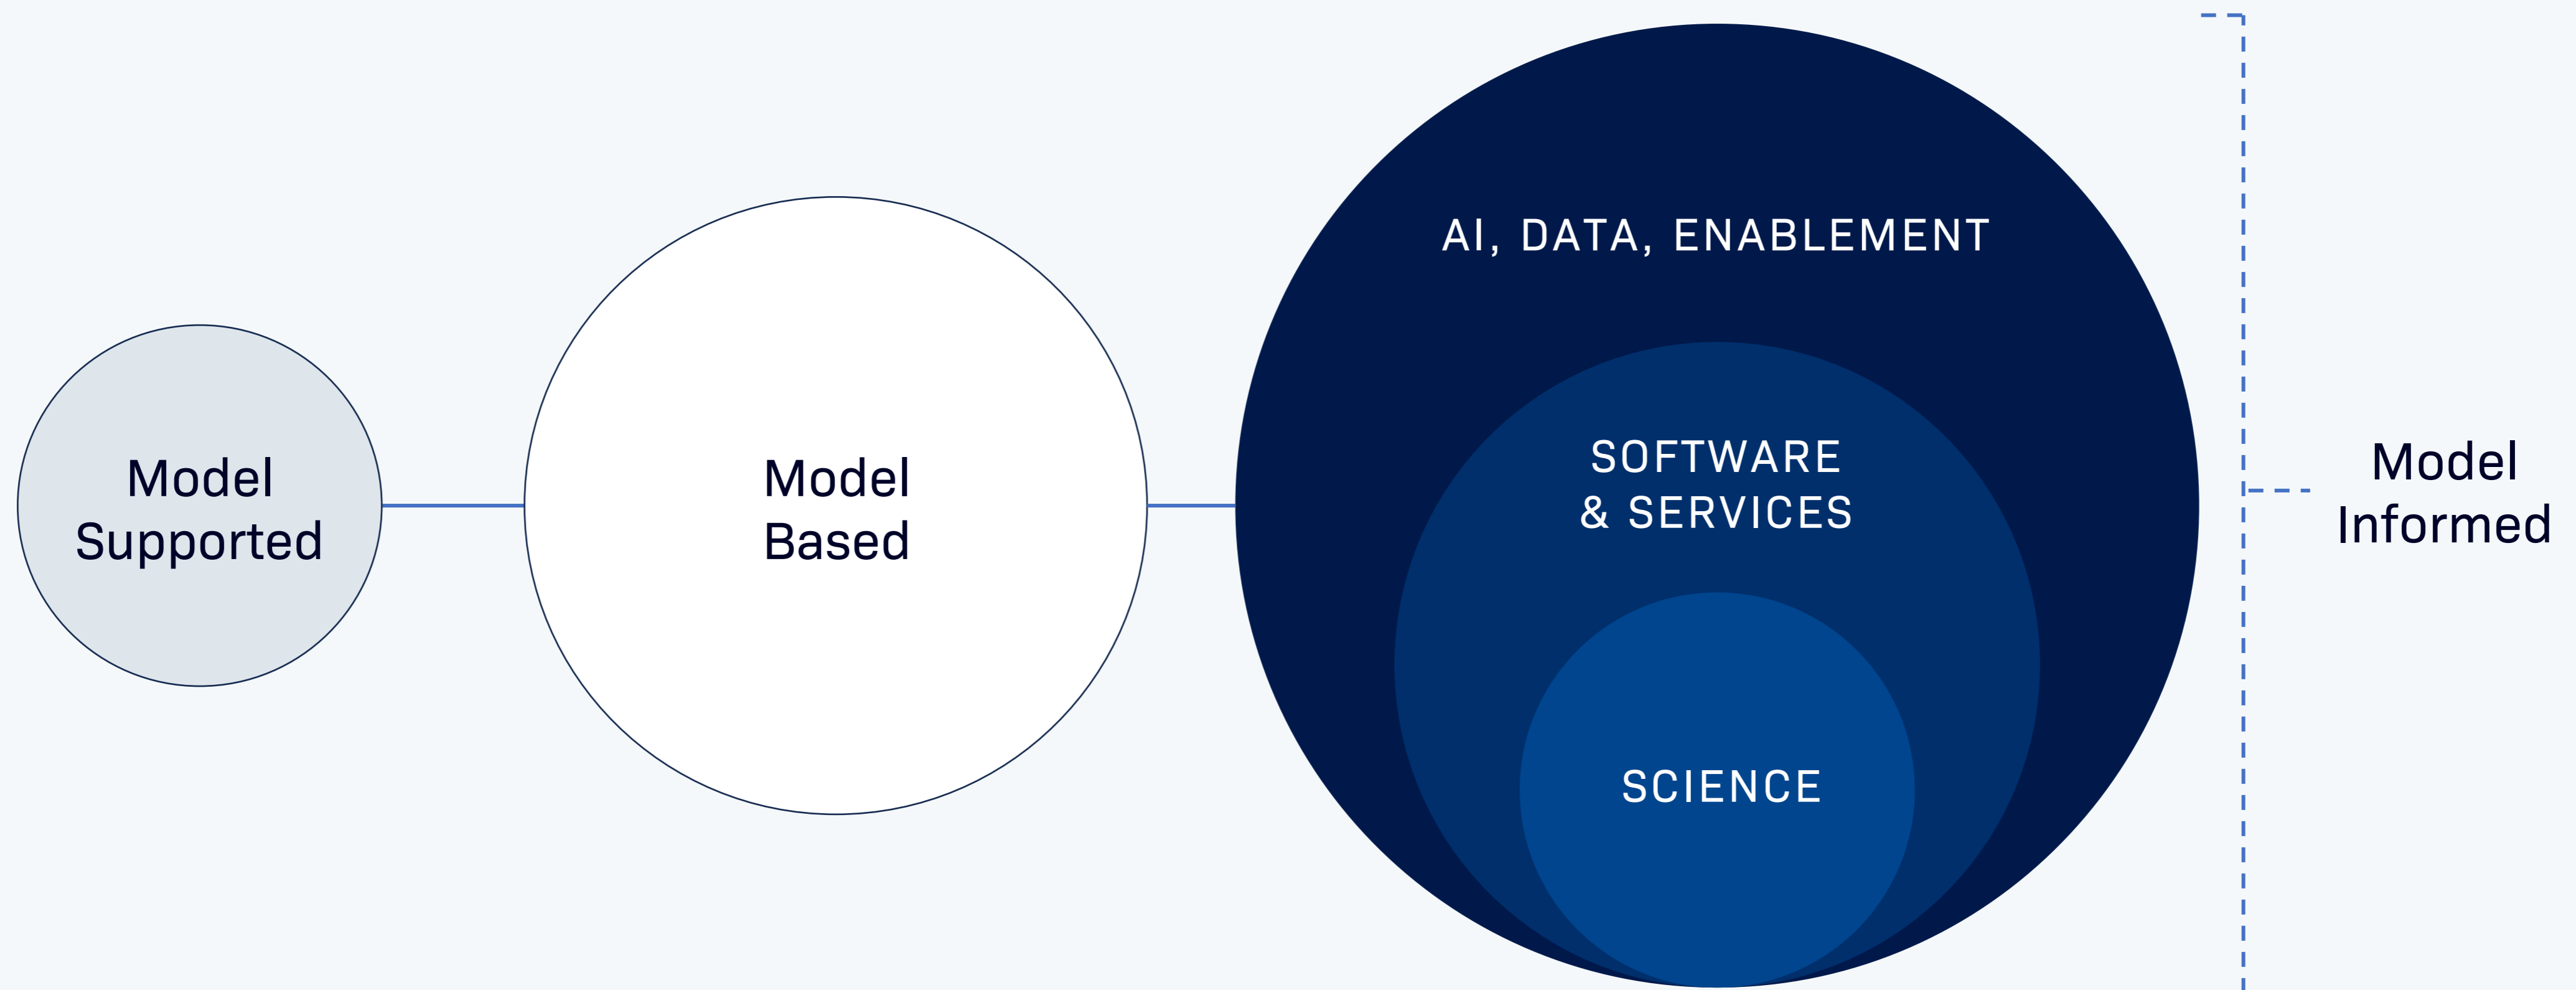 Model
Supported
Model
Based
AI, DATA, ENABLEMENT
SOFTWARE
& SERVICES
SCIENCE
Model
Informed